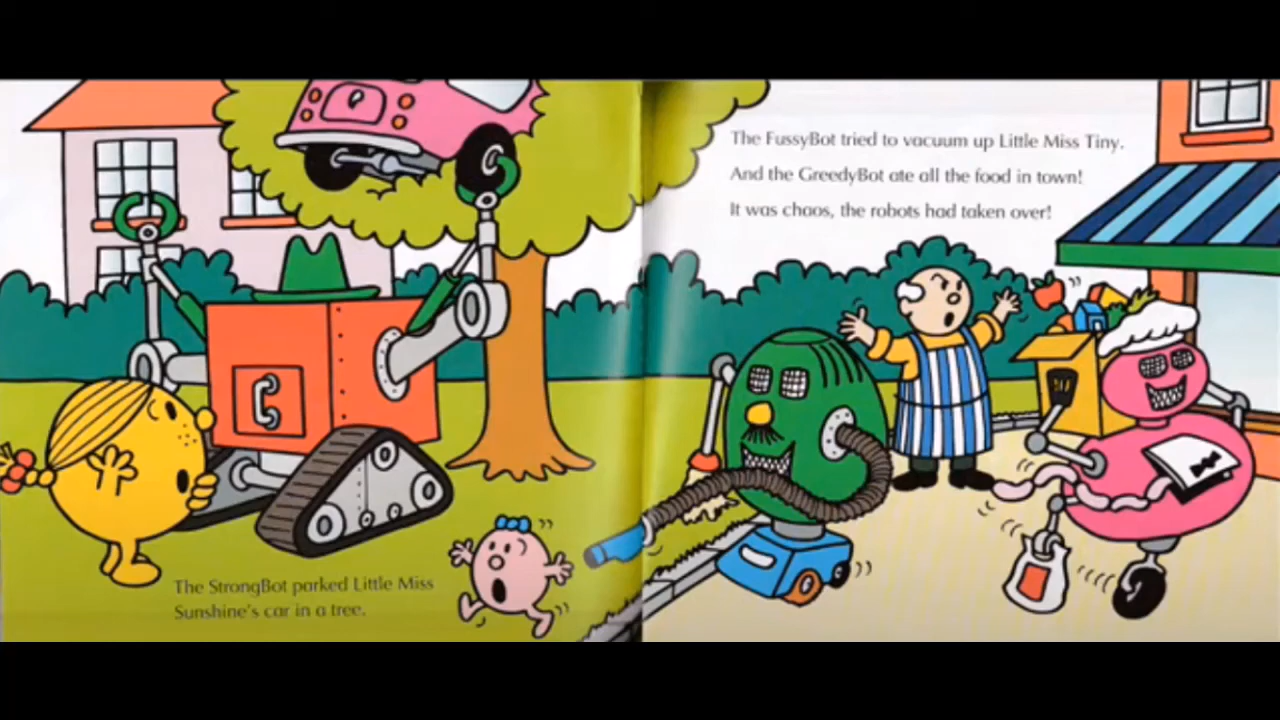 The StrongBot parked Little Miss
Sunshine's car in a tree.
The FussyBot tried to vacuum up Little Miss Tiny.
And the GreedyBot ate all the food in town!
It was chaos, the robots had taken over!